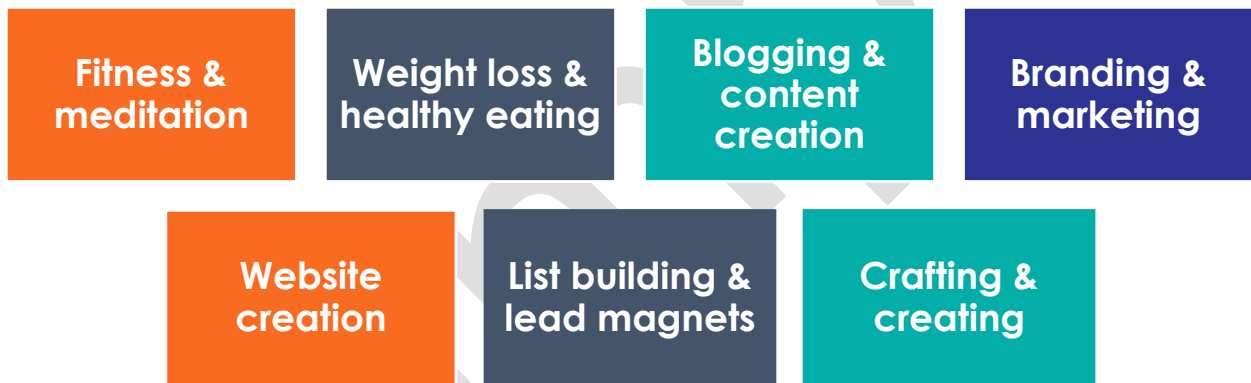 Fitness &
meditation
Weight loss &
healthy eating
Blogging &
content
creation
Branding &
marketing
Website
creation
List building &
lead magnets
Crafting &
creating